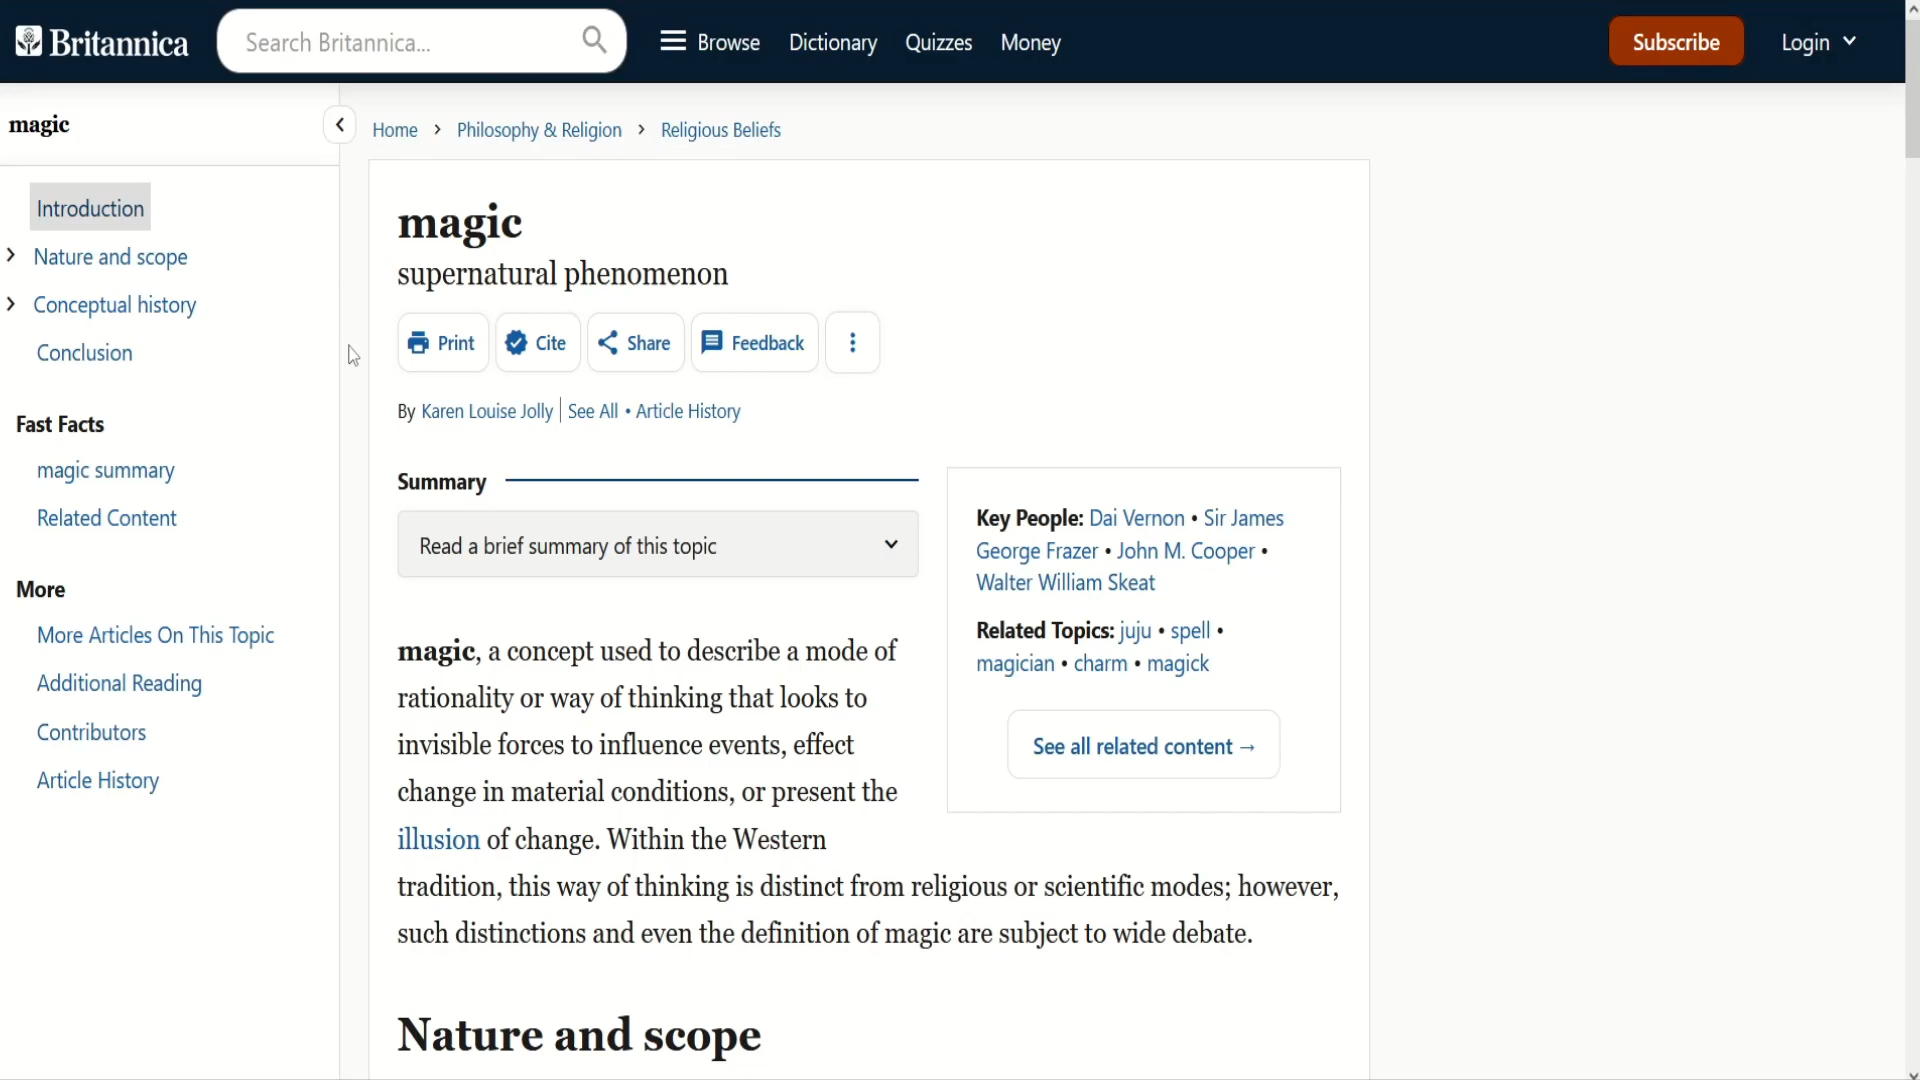 Britannica
Search Britannica...
Browse
Dictionary
Quizzes
Money
Subscribe
Login
magic
Introduction
Nature and scope
Conceptual history
Conclusion
Fast Facts
magic summary
Related Content
More
More Articles On This Topic
Additional Reading
Contributors
Article History
Home > Philosophy & Religion > Religious Beliefs
magic
supernatural phenomenon
Print
Cite
Share
Feedback
By Karen Louise Jolly | See All • Article History
Summary
Read a brief summary of this topic
Key People: Dai Vernon • Sir James
George Frazer • John M. Cooper •
Walter William Skeat
Related Topics: juju • spell •
magician • charm • magick
See all related content →
magic, a concept used to describe a mode of
rationality or way of thinking that looks to
invisible forces to influence events, effect
change in material conditions, or present the
illusion of change. Within the Western
tradition, this way of thinking is distinct from religious or scientific modes; however,
such distinctions and even the definition of magic are subject to wide debate.
Nature and scope